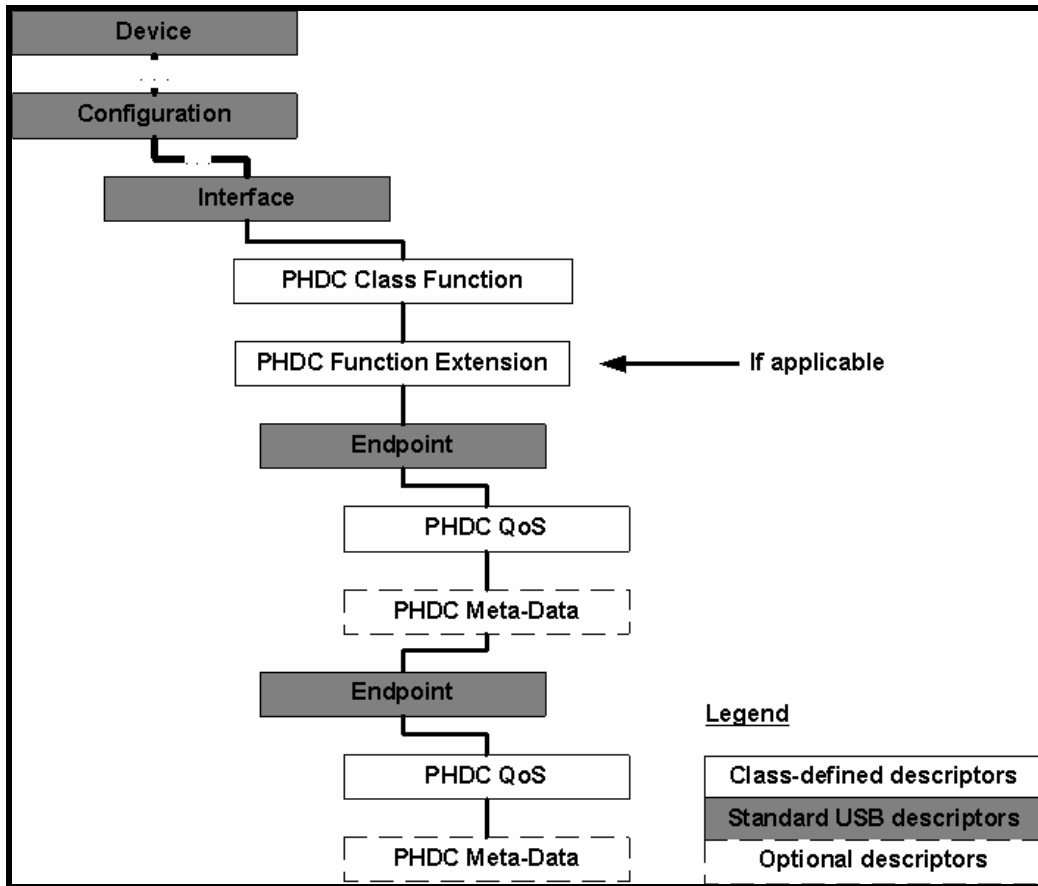 Device
...
Configuration
...
Interface
PHDC Class Function
PHDC Function Extension
If applicable
Endpoint
PHDC QoS
PHDC Meta-Data
Endpoint
PHDC QoS
PHDC Meta-Data
Legend
Class-defined descriptors
Standard USB descriptors
Optional descriptors